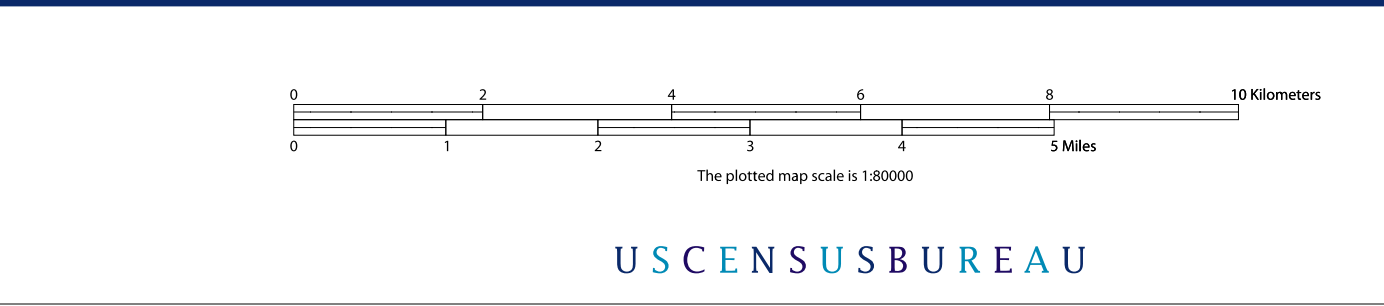 0 2 4 6 8 10 Kilometers
0 1 2 3 4 5 Miles
The plotted map scale is 1:80000
USCENSUSBUREAU